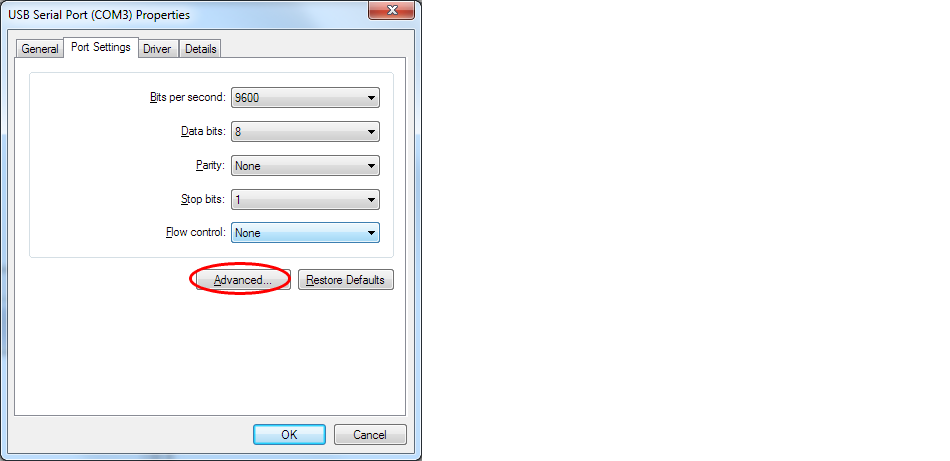 USB Serial Port (COM3) Properties
General Port Settings Driver Details
Bits per second: 9600
Data bits: 8
Parity: None
Stop bits: 1
Flow control: None
Advanced... Restore Defaults
OK Cancel